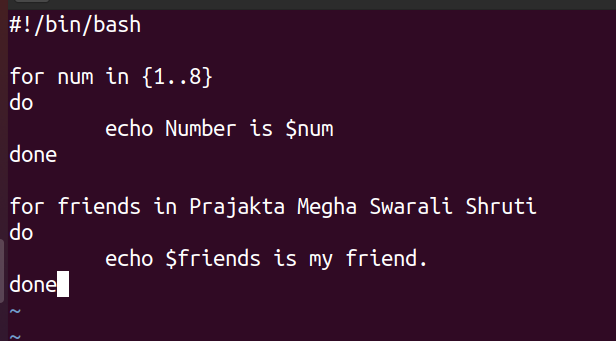 #!/bin/bash
for num in {1..8}
do
echo Number is $num
done
for friends in Prajakta Megha Swarali Shruti
do
echo $friends is my friend.
done
~
~